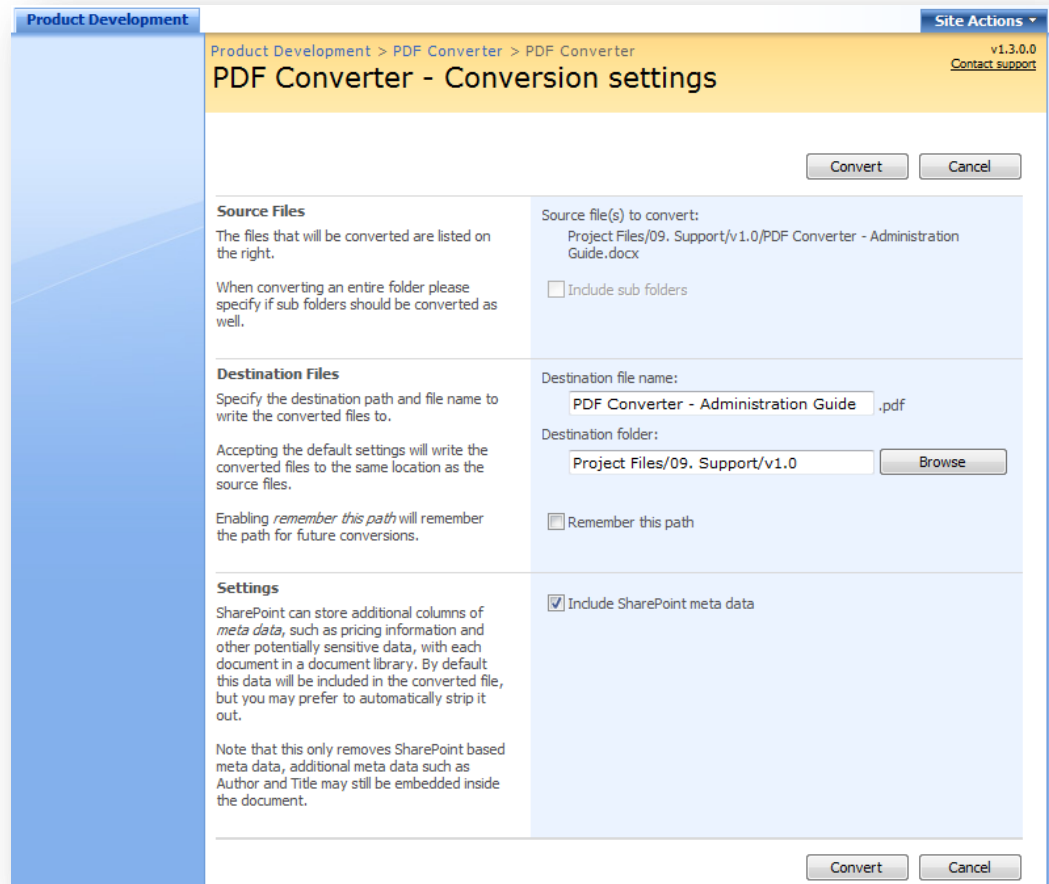 Product Development
Site Actions
Product Development > PDF Converter > PDF Converter
v1.3.0.0
PDF Converter - Conversion settings
Contact support
Convert
Cancel
Source Files
The files that will be converted are listed on
the right.
When converting an entire folder please
specify if sub folders should be converted as
well.
Source file(s) to convert:
Project Files/09. Support/v1.0/PDF Converter - Administration
Guide.docx
Include sub folders
Destination Files
Specify the destination path and file name to
write the converted files to.
Accepting the default settings will write the
converted files to the same location as the
source files.
Enabling remember this path will remember
the path for future conversions.
Destination file name:
PDF Converter - Administration Guide .pdf
Destination folder:
Project Files/09. Support/v1.0
Browse
Remember this path
Settings
SharePoint can store additional columns of
meta data, such as pricing information and
other potentially sensitive data, with each
document in a document library. By default
this data will be included in the converted file,
but you may prefer to automatically strip it
out.
Note that this only removes SharePoint based
meta data, additional meta data such as
Author and Title may still be embedded inside
the document.
Include SharePoint meta data
Convert
Cancel